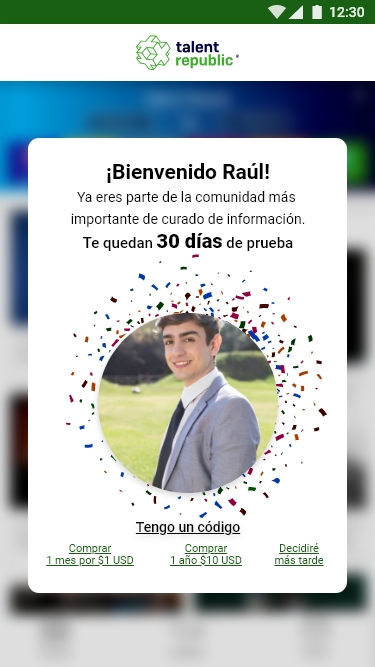 12:30
talent
republic
¡Bienvenido Raúl!
Ya eres parte de la comunidad más
importante de curado de información.
Te quedan 30 días de prueba
Tengo un código
Comprar
1 mes por $1 USD
Comprar
1 año $10 USD
Decidiré
más tarde